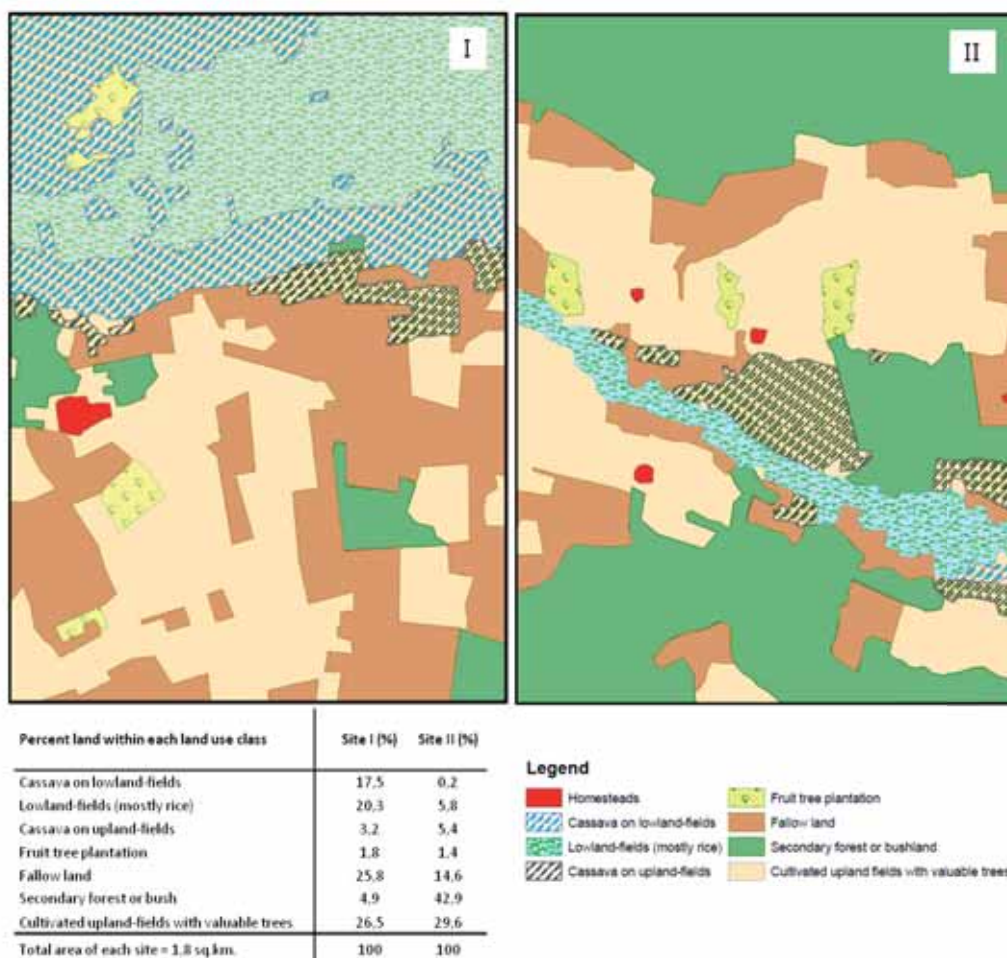 I
II
Percent land within each land use class Site I (%) Site II (%)
Cassava on lowland-fields 17.5 0.2
Lowland-fields (mostly rice) 20.3 5.8
Cassava on upland-fields 3.2 5.4
Fruit tree plantation 1.8 1.4
Fallow land 25.8 14.6
Secondary forest or bush 4.9 42.9
Cultivated upland-fields with valuable trees 26.5 29.6
Total area of each site = 1.8 sq.km. 100 100
Legend
Homesteads Fruit tree plantation
Cassava on lowland-fields Fallow land
Lowland-fields (mostly rice) Secondary forest or bushland
Cassava on upland-fields Cultivated upland fields with valuable trees